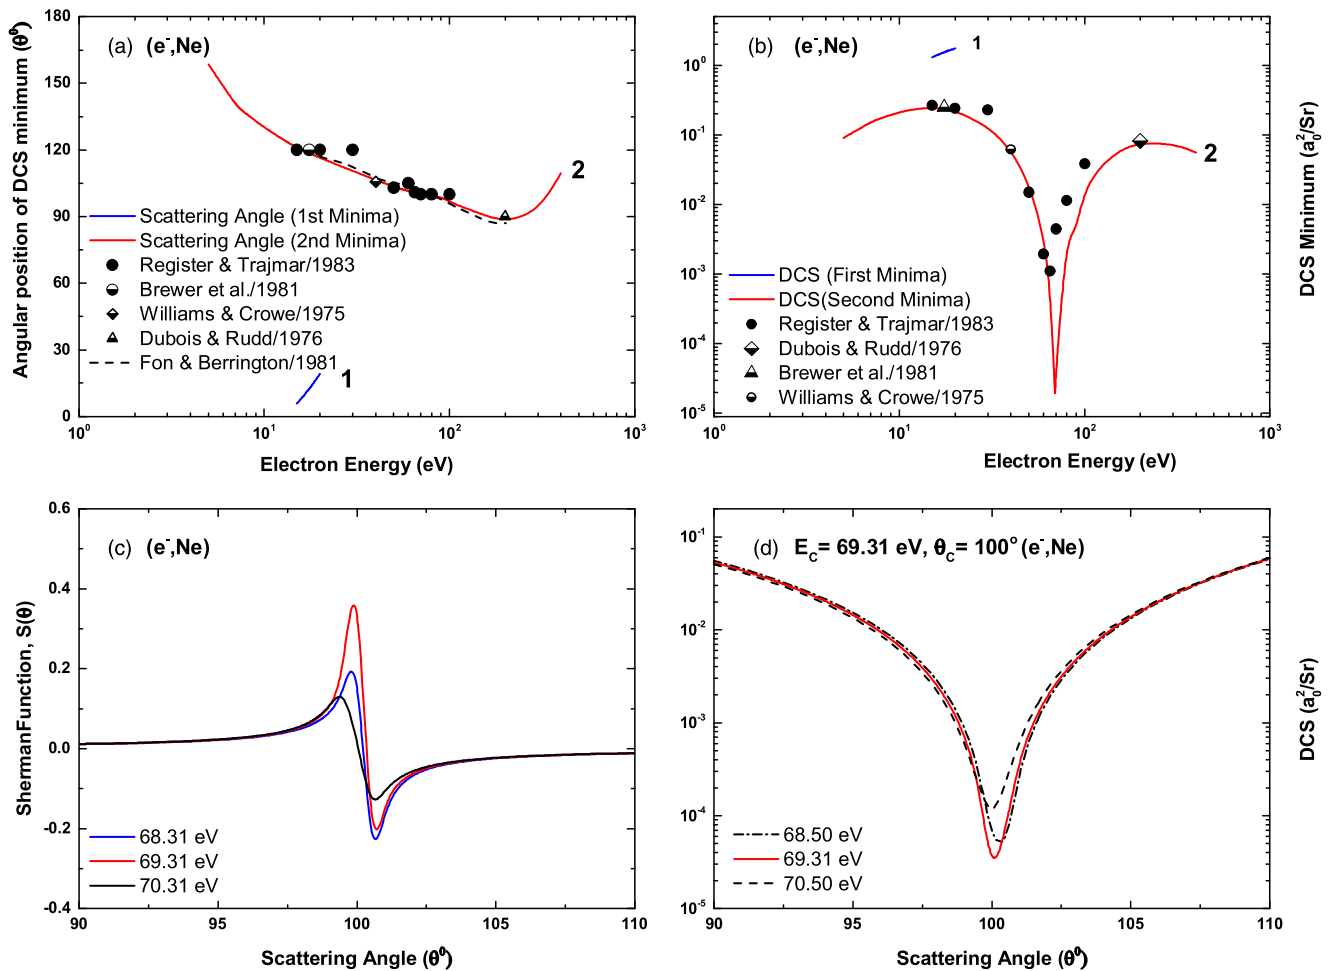 180
150
120
90
60
30
0
10⁰
10¹
10²
10³
Angular position of DCS minimum (θ⁰)
Electron Energy (eV)
(a) (e⁻,Ne)
2
1
Scattering Angle (1st Minima)
Scattering Angle (2nd Minima)
Register & Trajmar/1983
Brewer et al./1981
Williams & Crowe/1975
Dubois & Rudd/1976
Fon & Berrington/1981
(b) (e⁻,Ne)
1
2
10⁰
10⁻¹
10⁻²
10⁻³
10⁻⁴
10⁻⁵
10⁰
10¹
10²
10³
DCS Minimum (a₀²/Sr)
Electron Energy (eV)
DCS (First Minima)
DCS(Second Minima)
Register & Trajmar/1983
Dubois & Rudd/1976
Brewer et al./1981
Williams & Crowe/1975
(c) (e⁻,Ne)
0.6
0.4
0.2
0.0
-0.2
-0.4
90
95
100
105
110
ShermanFunction, S(θ)
Scattering Angle (θ⁰)
68.31 eV
69.31 eV
70.31 eV
(d) E_C= 69.31 eV, θ_C= 100° (e⁻,Ne)
10⁻¹
10⁻²
10⁻³
10⁻⁴
10⁻⁵
90
95
100
105
110
DCS (a₀²/Sr)
Scattering Angle (θ⁰)
68.50 eV
69.31 eV
70.50 eV